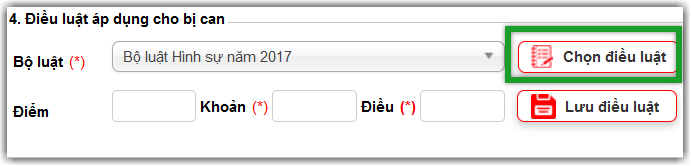 4. Điều luật áp dụng cho bị can
Bộ luật (*) Bộ luật Hình sự năm 2017 Chọn điều luật
Điểm Khoản (*) Điều (*) Lưu điều luật